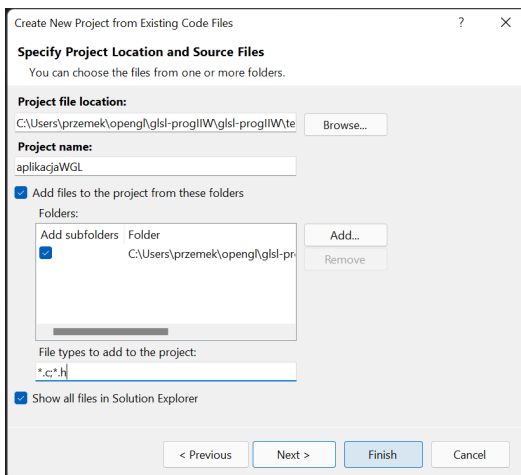 Create New Project from Existing Code Files ? ×
Specify Project Location and Source Files
You can choose the files from one or more folders.
Project file location:
C:\Users\przemek\opengl\glsl-progIIW\glsl-progIIW\te Browse...
Project name:
aplikacjaWGL
Add files to the project from these folders
Folders:
Add subfolders Folder Add...
C:\Users\przemek\opengl\glsl-pr Remove
File types to add to the project:
*.c;*.h
Show all files in Solution Explorer
< Previous Next > Finish Cancel